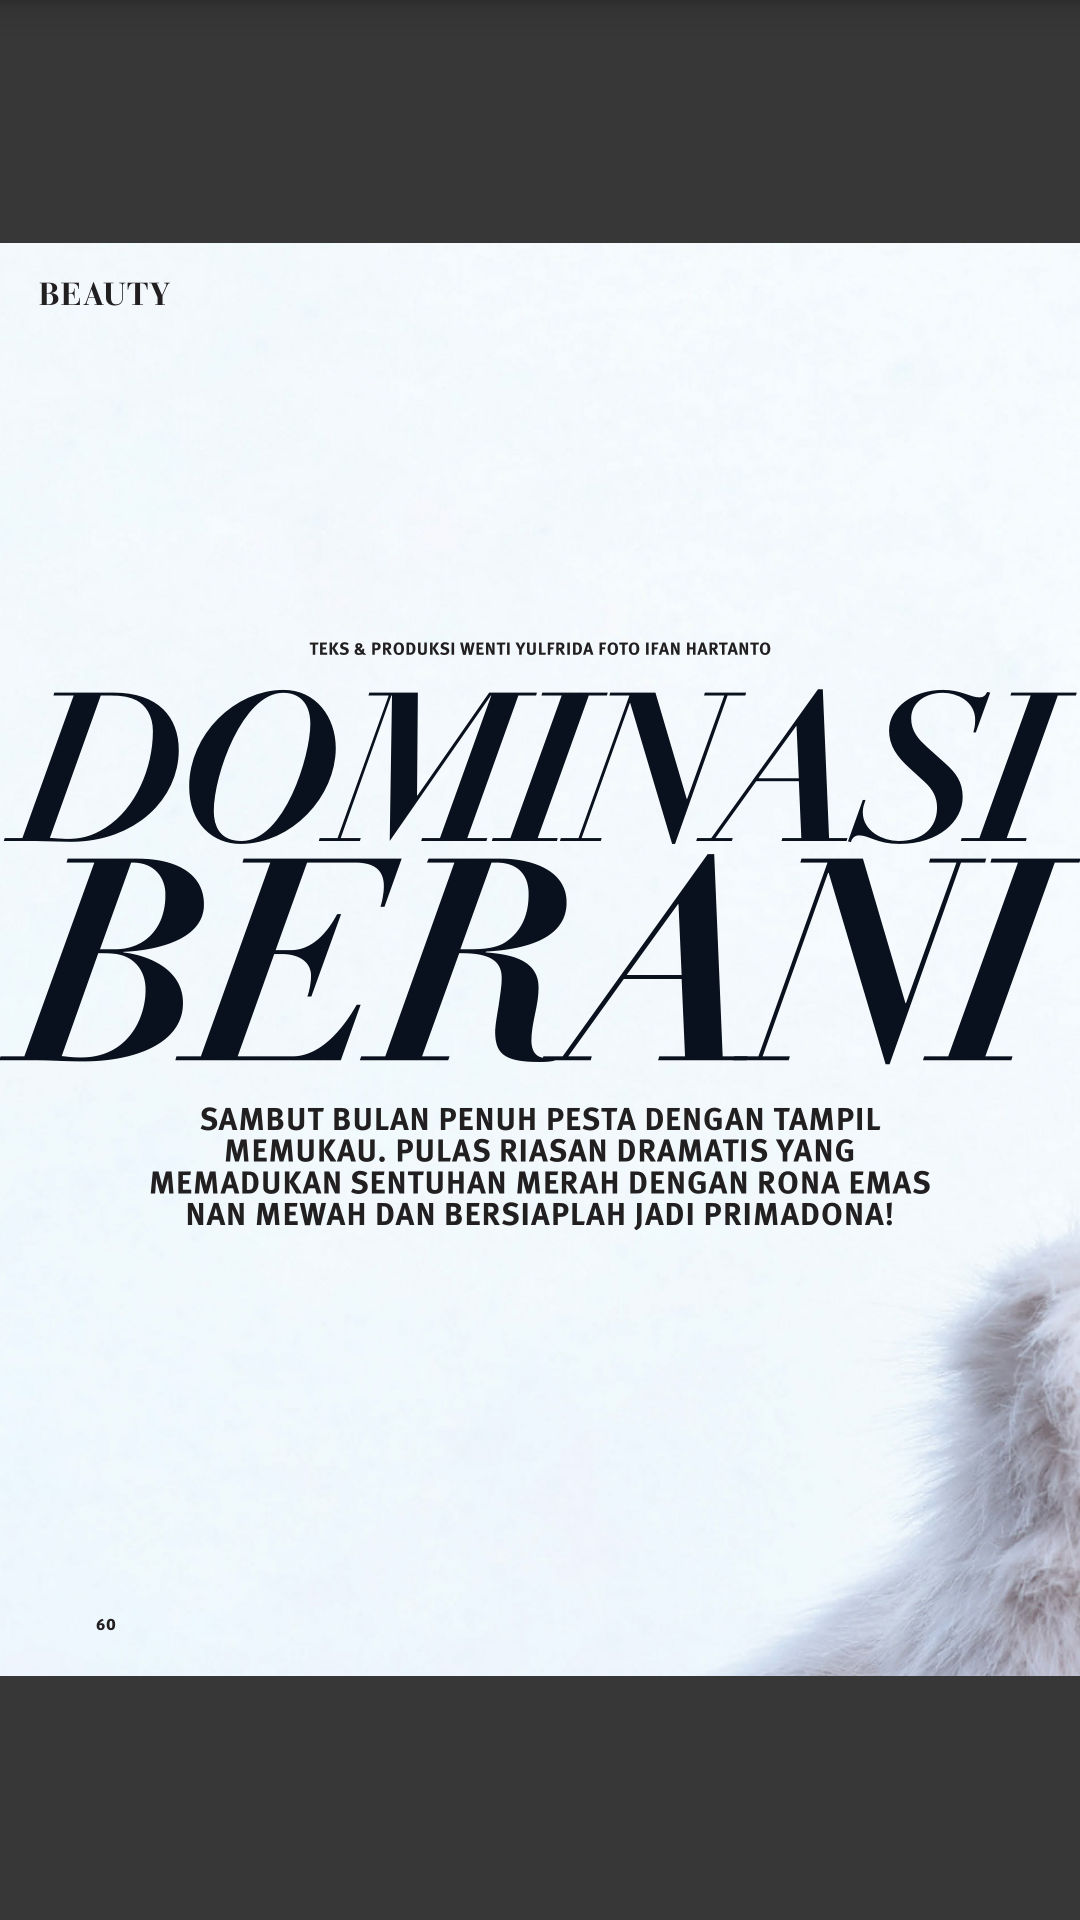 BEAUTY
TEKS & PRODUKSI WENTI YULFRIDA FOTO IFAN HARTANTO
DOMINASI
BERANI
SAMBUT BULAN PENUH PESTA DENGAN TAMPIL
MEMUKAU. PULAS RIASAN DRAMATIS YANG
MEMADUKAN SENTUHAN MERAH DENGAN RONA EMAS
NAN MEWAH DAN BERSIAPLAH JADI PRIMADONA!
60